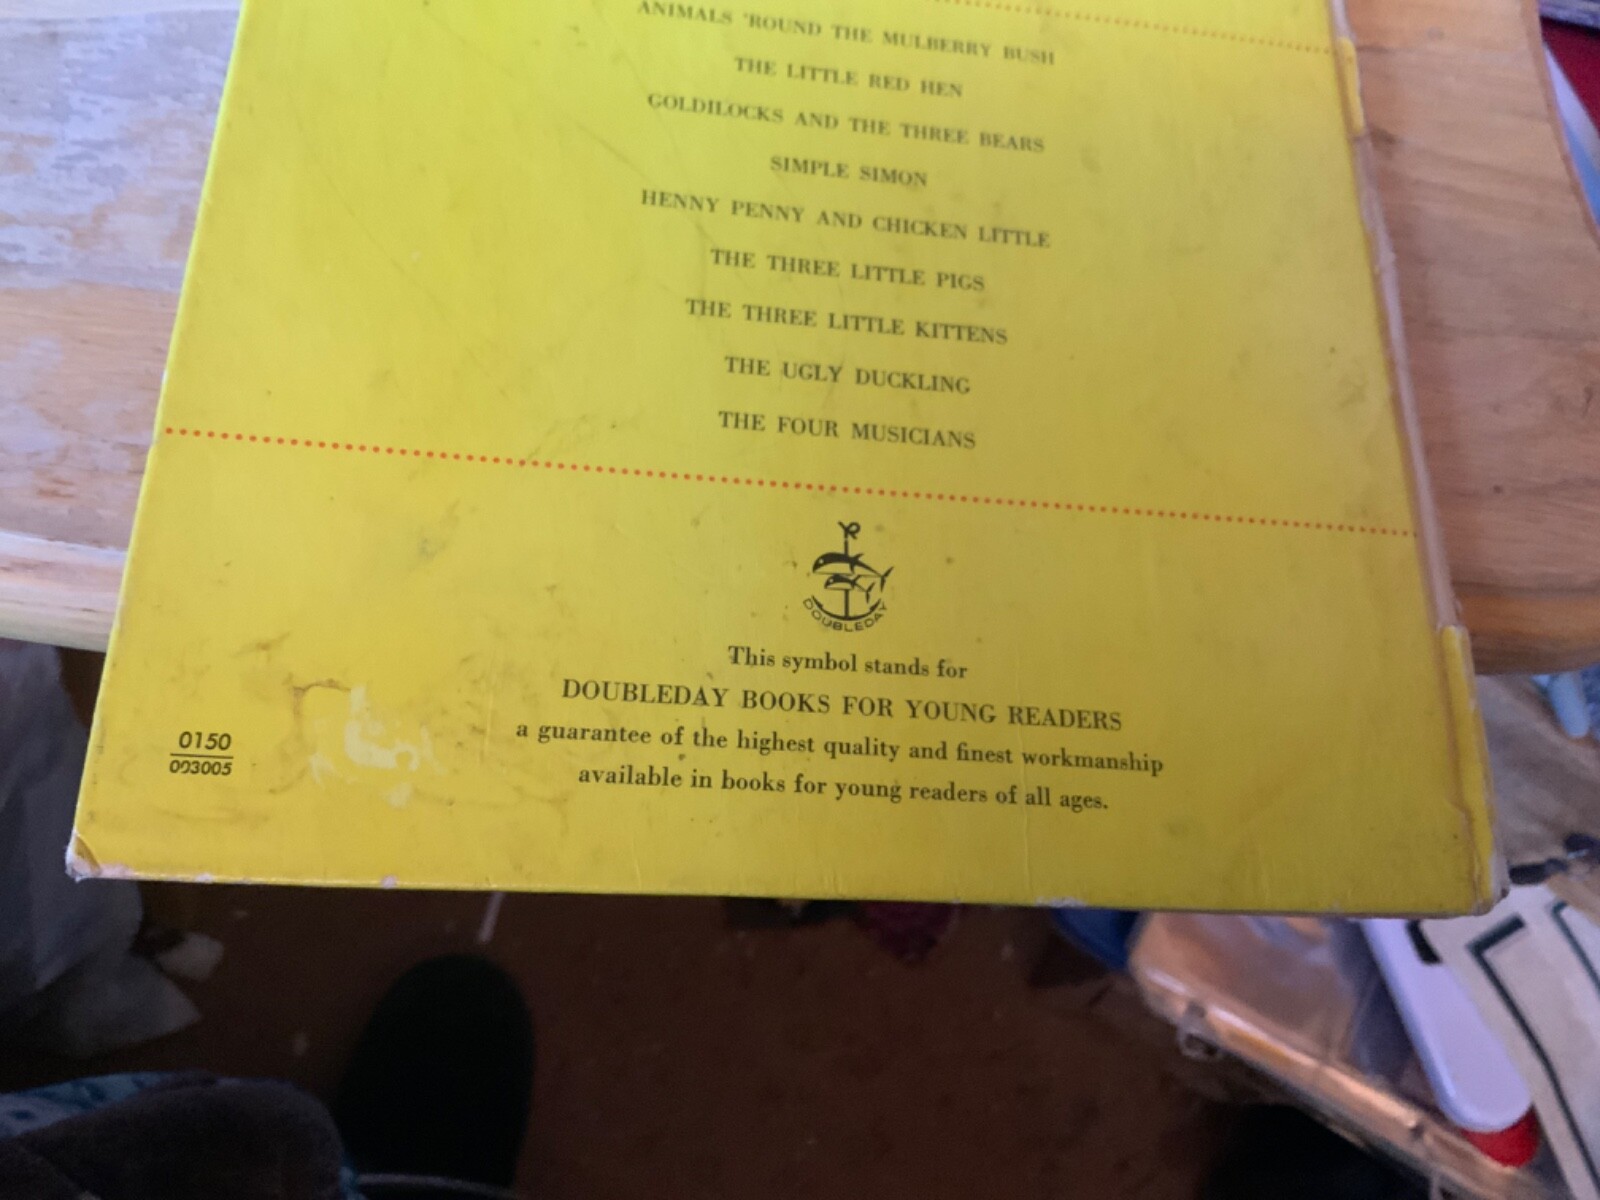 ANIMALS 'ROUND THE MULBERRY BUSH
THE LITTLE RED HEN
GOLDILOCKS AND THE THREE BEARS
SIMPLE SIMON
HENNY PENNY AND CHICKEN LITTLE
THE THREE LITTLE PIGS
THE THREE LITTLE KITTENS
THE UGLY DUCKLING
THE FOUR MUSICIANS
DOUBLEDAY
This symbol stands for
DOUBLEDAY BOOKS FOR YOUNG READERS
a guarantee of the highest quality and finest workmanship
available in books for young readers of all ages.
0150
003005